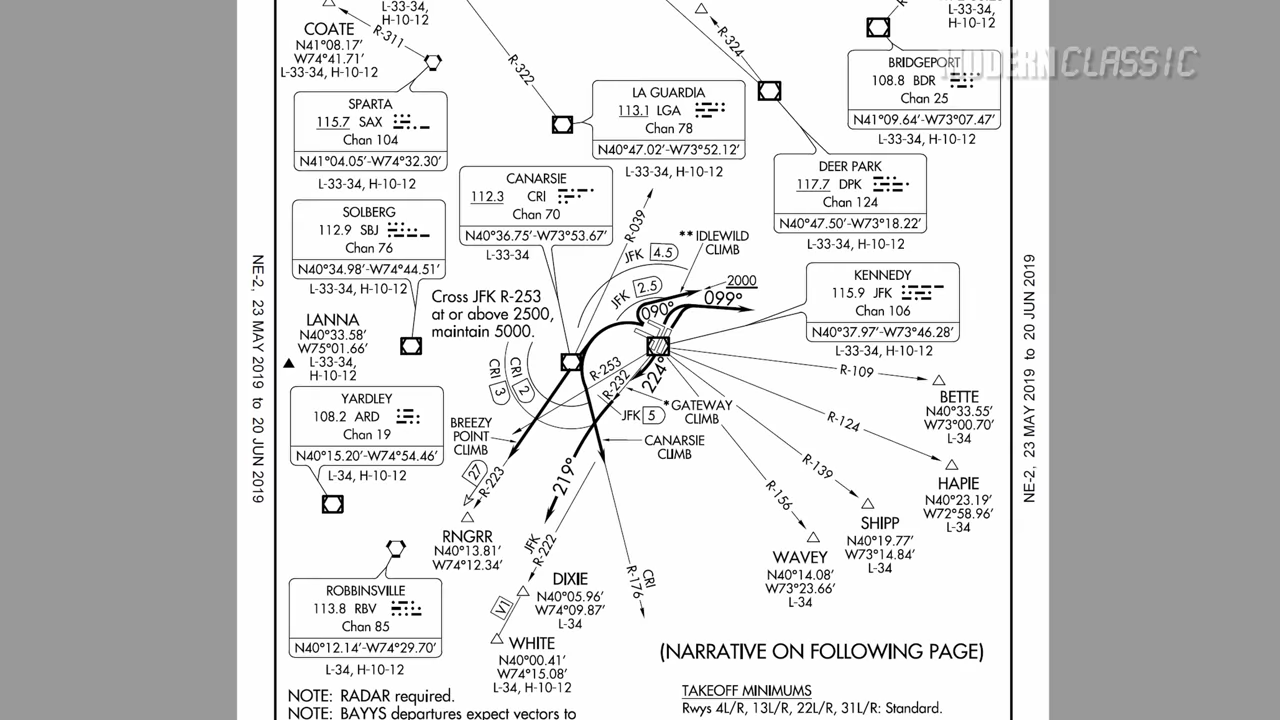 L-33-34,
H-10-12
COATE
N41°08.17'
W74°41.71'
L-33-34, H-10-12
R-311
SPARTA
115.7 SAX
Chan 104
N41°04.05'-W74°32.30'
L-33-34, H-10-12
SOLBERG
112.9 SBJ
Chan 76
N40°34.98'-W74°44.51'
L-33-34, H-10-12
LANNA
N40°33.58'
W75°01.66'
L-33-34,
H-10-12
YARDLEY
108.2 ARD
Chan 19
N40°15.20'-W74°54.46'
L-34, H-10-12
ROBBINSVILLE
113.8 RBV
Chan 85
N40°12.14'-W74°29.70'
L-34, H-10-12
NOTE: RADAR required.
NOTE: BAYYS departures expect vectors to
R-322
LA GUARDIA
113.1 LGA
Chan 78
N40°47.02'-W73°52.12'
L-33-34, H-10-12
CANARSIE
112.3 CRI
Chan 70
N40°36.75'-W73°53.67'
L-33-34
R-324
H-10-12
MODERN CLASSIC
BRIDGEPORT
108.8 BDR
Chan 25
N41°09.64'-W73°07.47'
L-33-34, H-10-12
DEER PARK
117.7 DPK
Chan 124
N40°47.50'-W73°18.22'
L-33-34, H-10-12
KENNEDY
115.9 JFK
Chan 106
N40°37.97'-W73°46.28'
L-33-34, H-10-12
R-039
**IDLEWILD
CLIMB
JFK 4.5
JFK 2.5
2000
090°
099°
Cross JFK R-253
at or above 2500,
maintain 5000.
CRI 3
CRI 2
R-253
R-232
224°
JFK 5
*GATEWAY
CLIMB
CANARSIE
CLIMB
BREEZY
POINT
CLIMB
27
R-223
219°
RNGRR
N40°13.81'
W74°12.34'
JFK
R-222
DIXIE
N40°05.96'
W74°09.87'
L-34
V1
WHITE
N40°00.41'
W74°15.08'
L-34, H-10-12
CRI
R-176
R-109
BETTE
N40°33.55'
W73°00.70'
L-34
R-124
HAPIE
N40°23.19'
W72°58.96'
L-34
R-139
SHIPP
N40°19.77'
W73°14.84'
L-34
R-156
WAVEY
N40°14.08'
W73°23.66'
L-34
(NARRATIVE ON FOLLOWING PAGE)
TAKEOFF MINIMUMS
Rwys 4L/R, 13L/R, 22L/R, 31L/R: Standard.
NE-2, 23 MAY 2019 to 20 JUN 2019
NE-2, 23 MAY 2019 to 20 JUN 2019